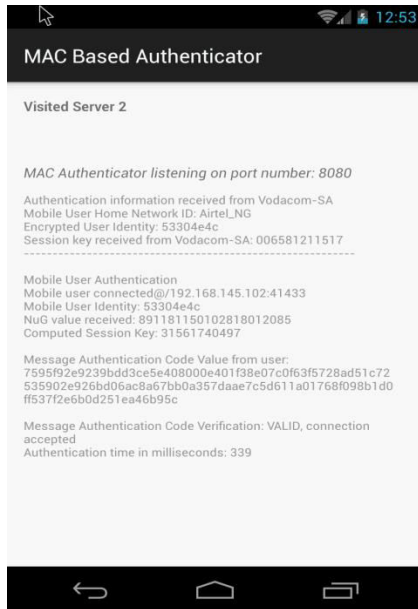 12:53
MAC Based Authenticator
Visited Server 2
MAC Authenticator listening on port number: 8080
Authentication information received from Vodacom-SA
Mobile User Home Network ID: Airtel_NG
Encrypted User Identity: 53304e4c
Session key received from Vodacom-SA: 006581211517
------------------------------------------------------------
Mobile User Authentication
Mobile user connected@/192.168.145.102:41433
Mobile User Identity: 53304e4c
NuG value received: 891181150102818012085
Computed Session Key: 31561740497
Message Authentication Code Value from user:
7595f92e9239bdd3ce5e408000e401f38e07c0f63f5728ad51c72
535902e926bd06ac8a67bb0a357daae7c5d611a01768f098b1d0
ff537f2e6b0d251ea46b95c
Message Authentication Code Verification: VALID, connection
accepted
Authentication time in milliseconds: 339